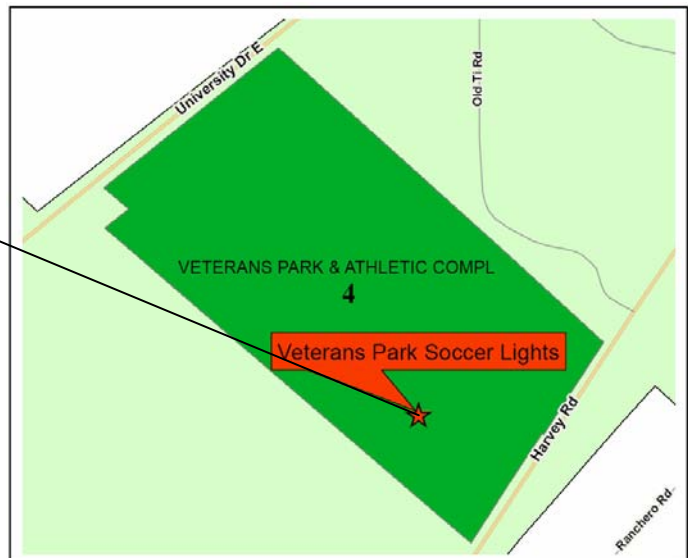 University Dr E
Old Ti Rd
VETERANS PARK & ATHLETIC COMPL
4
Veterans Park Soccer Lights
Harvey Rd
Ranchero Rd